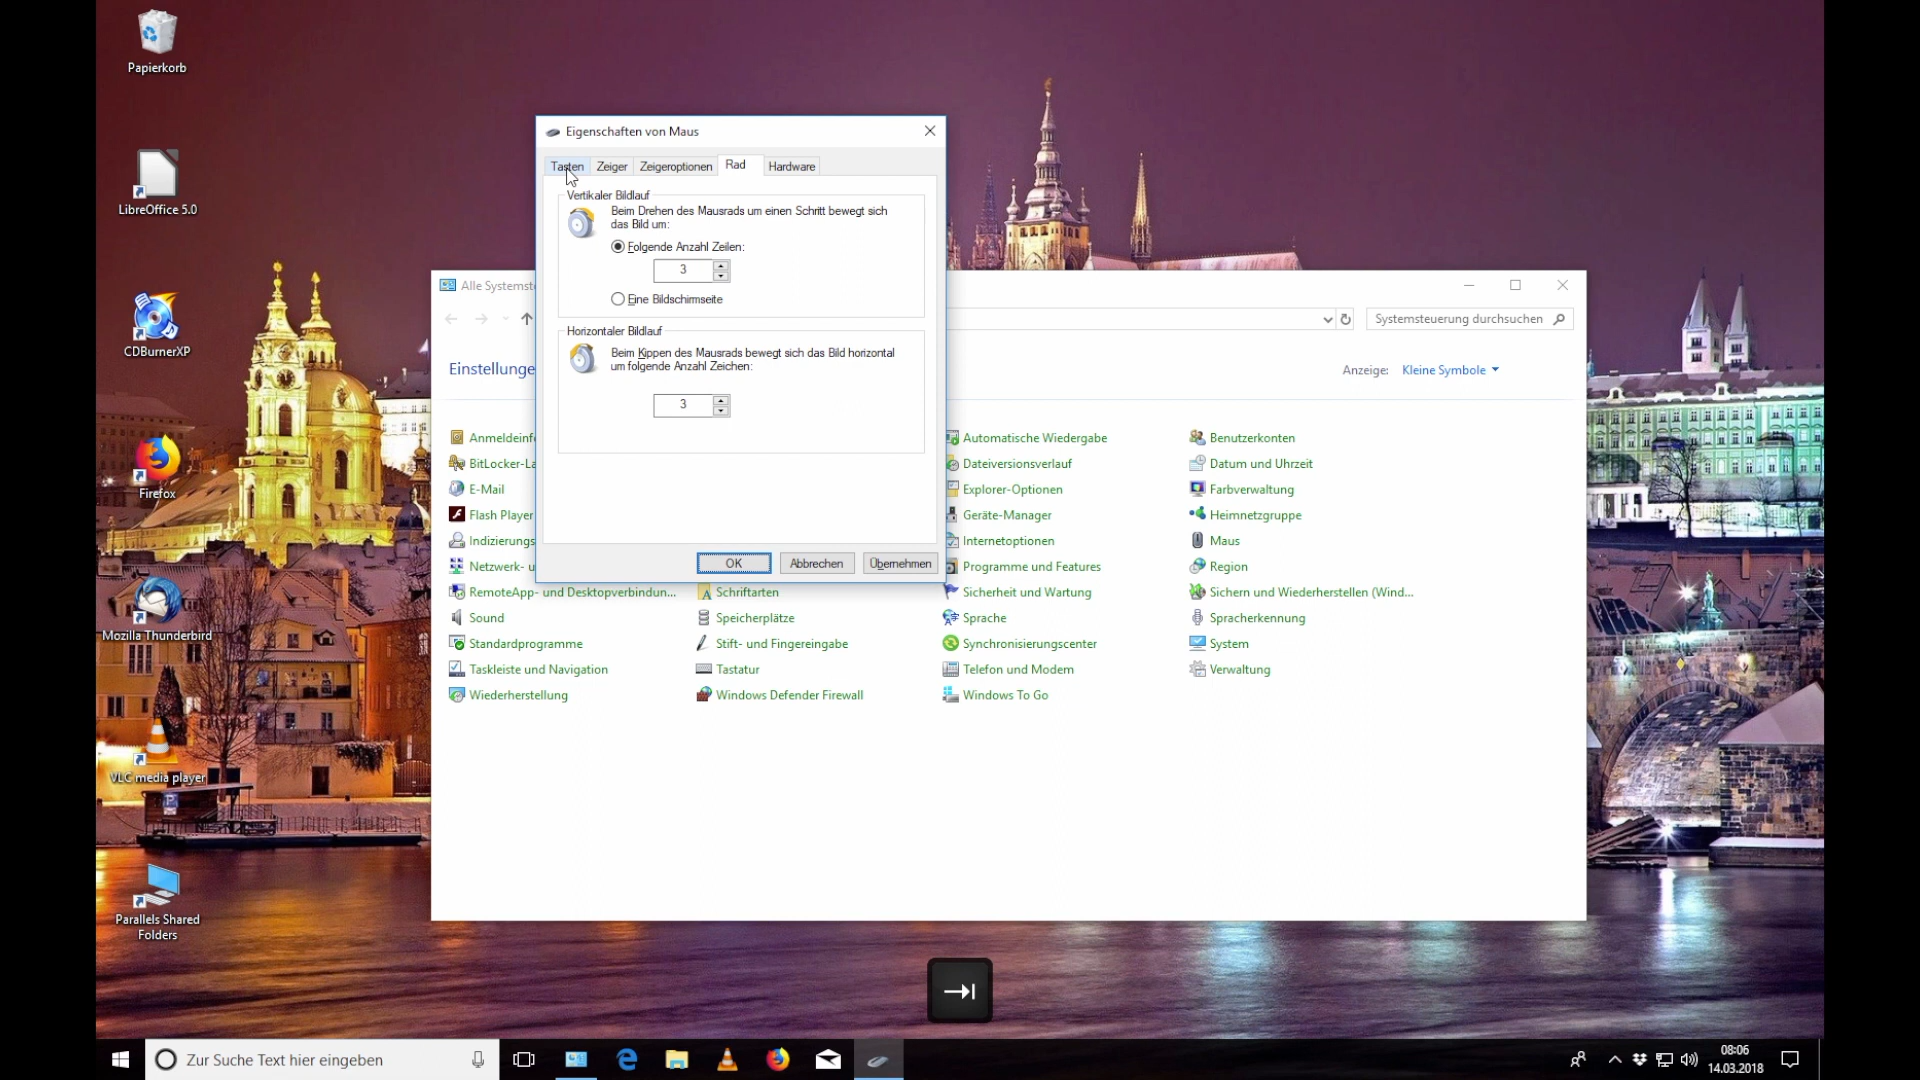 Papierkorb
LibreOffice 5.0
CDBurnerXP
Firefox
Mozilla Thunderbird
VLC media player
Parallels Shared
Folders
Eigenschaften von Maus
Tasten
Zeiger
Zeigeroptionen
Rad
Hardware
Vertikaler Bildlauf
Beim Drehen des Mausrads um einen Schritt bewegt sich
das Bild um:
Folgende Anzahl Zeilen:
3
Eine Bildschirmseite
Horizontaler Bildlauf
Beim Kippen des Mausrads bewegt sich das Bild horizontal
um folgende Anzahl Zeichen:
3
OK
Abbrechen
Übernehmen
Alle Systemst
Systemsteuerung durchsuchen
Einstellunge
Anzeige:
Kleine Symbole
Anmeldeinf
Automatische Wiedergabe
Benutzerkonten
BitLocker-La
Dateiversionsverlauf
Datum und Uhrzeit
E-Mail
Explorer-Optionen
Farbverwaltung
Flash Player
Geräte-Manager
Heimnetzgruppe
Indizierungs
Internetoptionen
Maus
Netzwerk- u
Programme und Features
Region
RemoteApp- und Desktopverbindun...
Schriftarten
Sicherheit und Wartung
Sichern und Wiederherstellen (Wind...
Sound
Speicherplätze
Sprache
Spracherkennung
Standardprogramme
Stift- und Fingereingabe
Synchronisierungscenter
System
Taskleiste und Navigation
Tastatur
Telefon und Modem
Verwaltung
Wiederherstellung
Windows Defender Firewall
Windows To Go
Zur Suche Text hier eingeben
08:06
14.03.2018